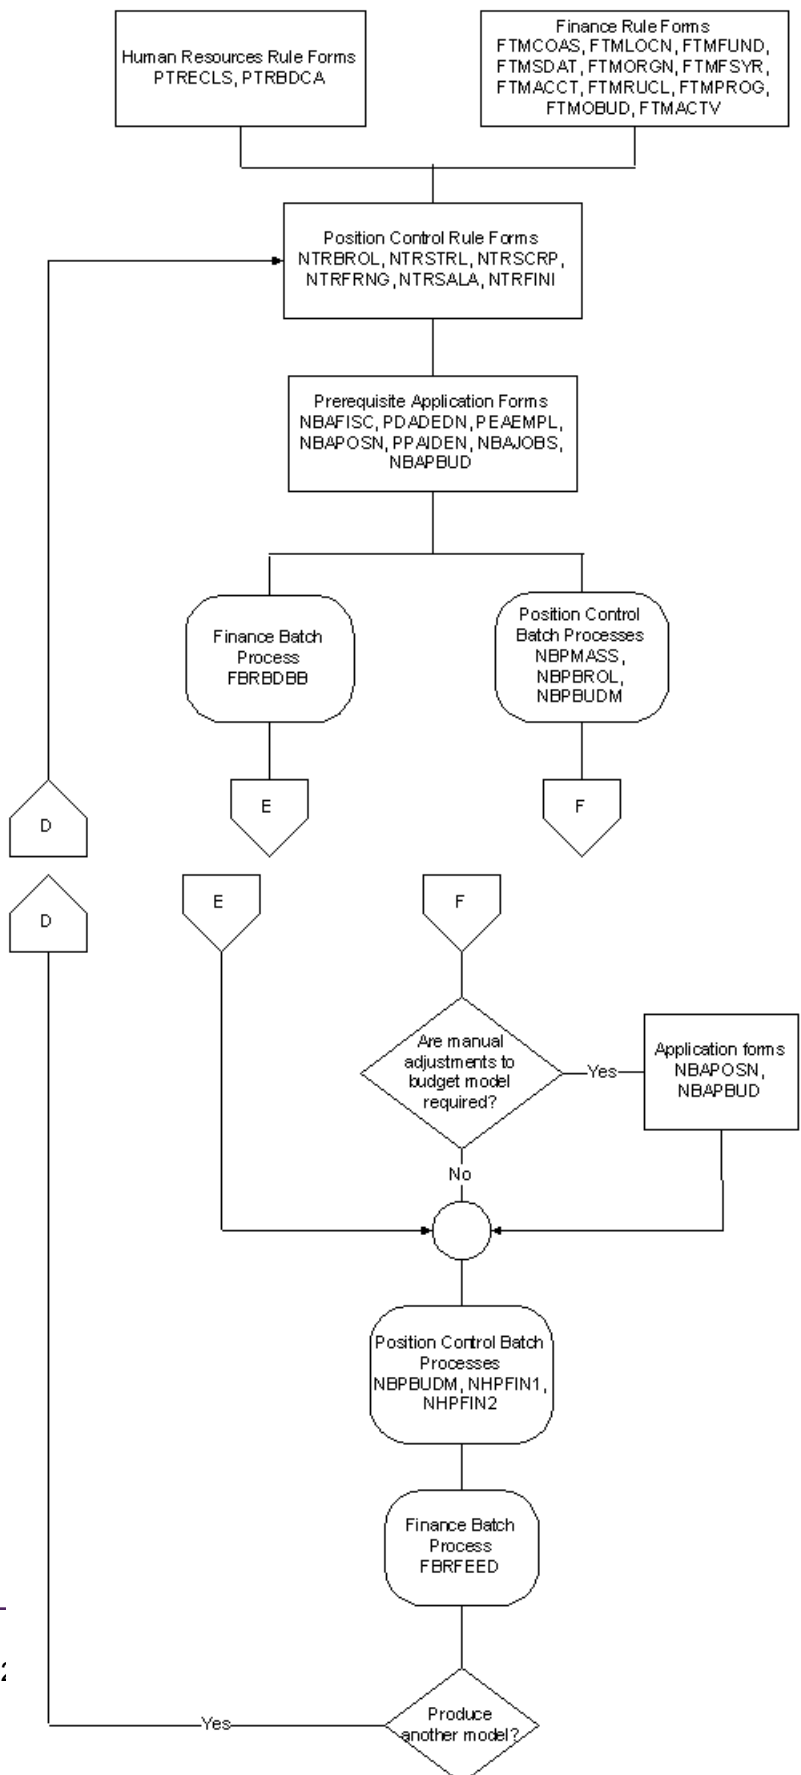 Human Resources Rule Forms
PTRECLS, PTRBDCA
Finance Rule Forms
FTMCOAS, FTMLOCN, FTMFUND,
FTMSDAT, FTMORGN, FTMFSYR,
FTMACCT, FTMRUCL, FTMPROG,
FTMOBUD, FTMACTV
Position Control Rule Forms
NTRBROL, NTRSTRL, NTRSCRP,
NTRFRNG, NTRSALA, NTRFINI
Prerequisite Application Forms
NBAFISC, PDADEDN, PEAEMPL,
NBAPOSN, PPAIDEN, NBAJOBS,
NBAPBUD
Finance Batch
Process
FBRBDBB
Position Control
Batch Processes
NBPMASS,
NBPBROL,
NBPBUDM
D
E
F
D
E
F
Are manual
adjustments to
budget model
required?
Yes
Application forms
NBAPOSN,
NBAPBUD
No
Position Control Batch
Processes
NBPBUDM, NHPFIN1,
NHPFIN2
Finance Batch
Process
FBRFEED
Produce
another model?
Yes